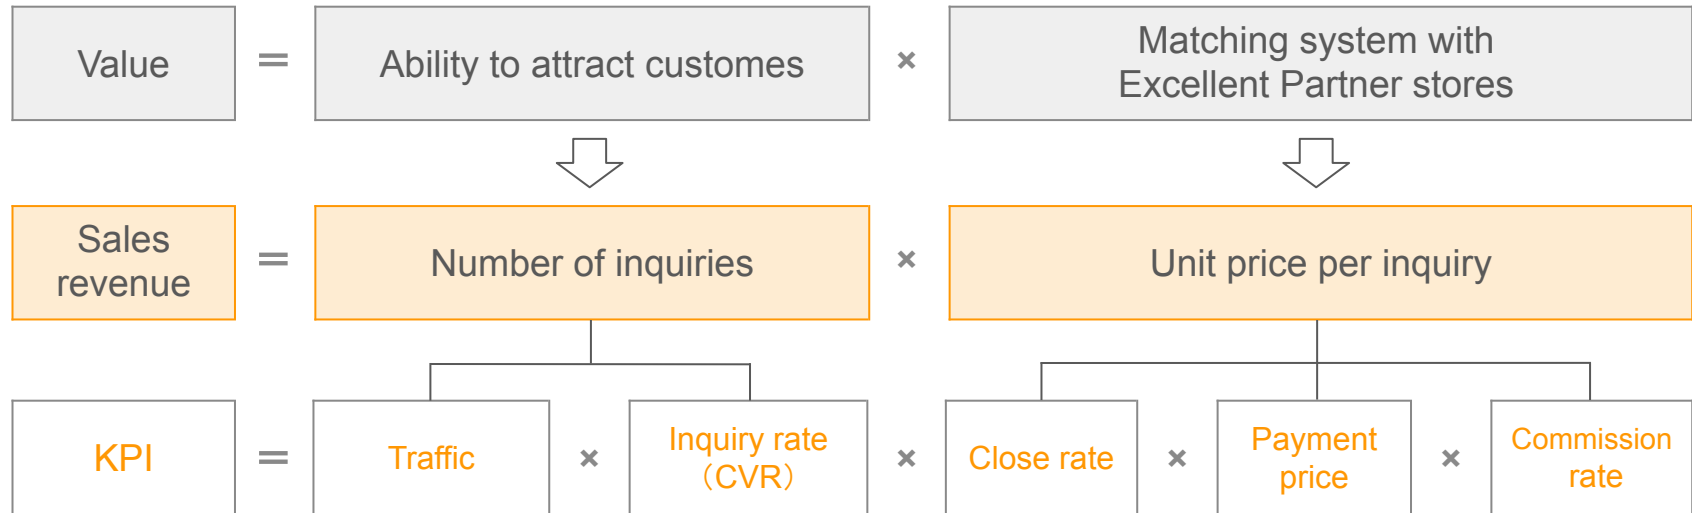 Value = Ability to attract customes × Matching system with
Excellent Partner stores
Sales
revenue = Number of inquiries × Unit price per inquiry
KPI = Traffic × Inquiry rate
（CVR） × Close rate × Payment
price × Commission
rate